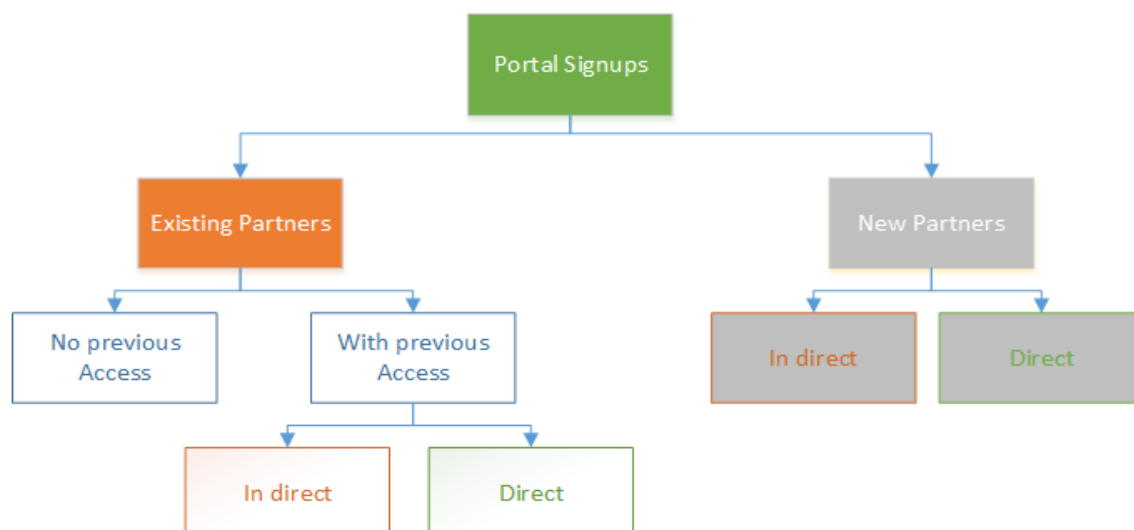 Portal Signups
Existing Partners
New Partners
No previous
Access
With previous
Access
In direct
Direct
In direct
Direct